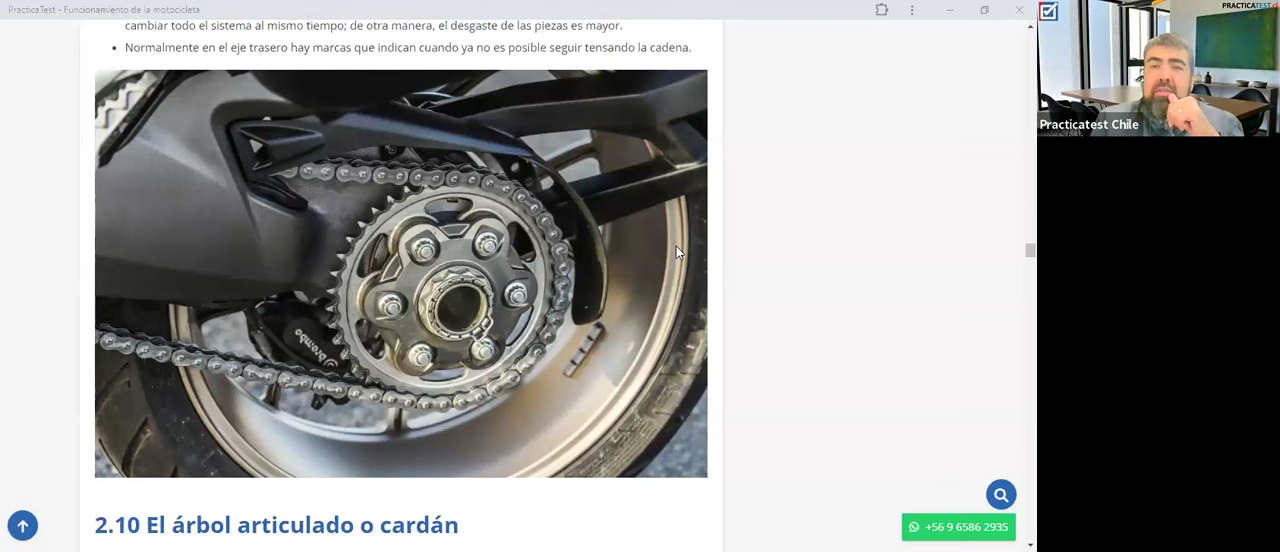 PracticaTest - Funcionamiento de la motocicleta
cambiar todo el sistema al mismo tiempo de otra manera, el desgaste de las piezas es mayor.
Normalmente en el eje trasero hay marcas que indican cuando ya no es posible seguir tensando la cadena.
brembo
2.10 El árbol articulado o cardán
+56 9 6586 2935
PRACTICATEST
Practicatest Chile